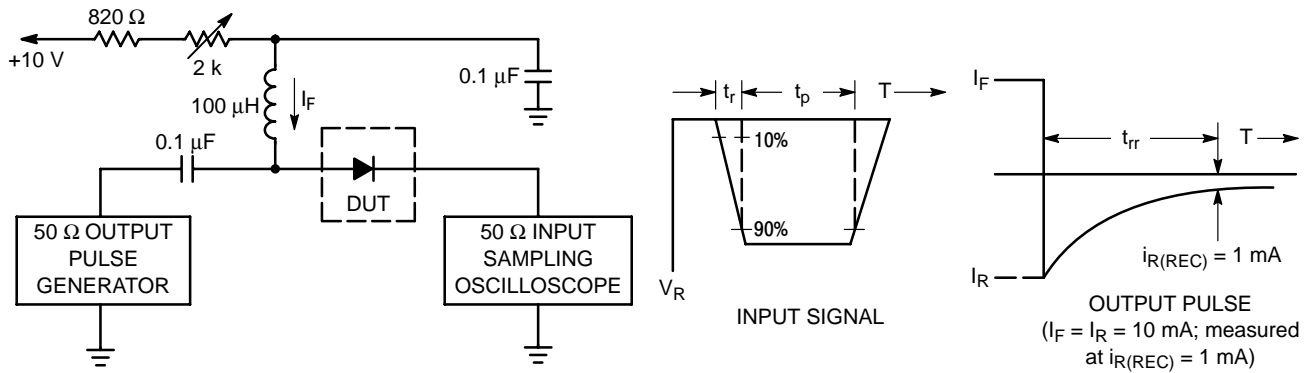 820 Ω
+10 V
2 k
100 μH
I_F
0.1 μF
0.1 μF
DUT
50 Ω OUTPUT
PULSE
GENERATOR
50 Ω INPUT
SAMPLING
OSCILLOSCOPE
t_r
t_p
T
10%
90%
V_R
INPUT SIGNAL
I_F
t_rr
T
I_R
i_R(REC) = 1 mA
OUTPUT PULSE
(I_F = I_R = 10 mA; measured
at i_R(REC) = 1 mA)